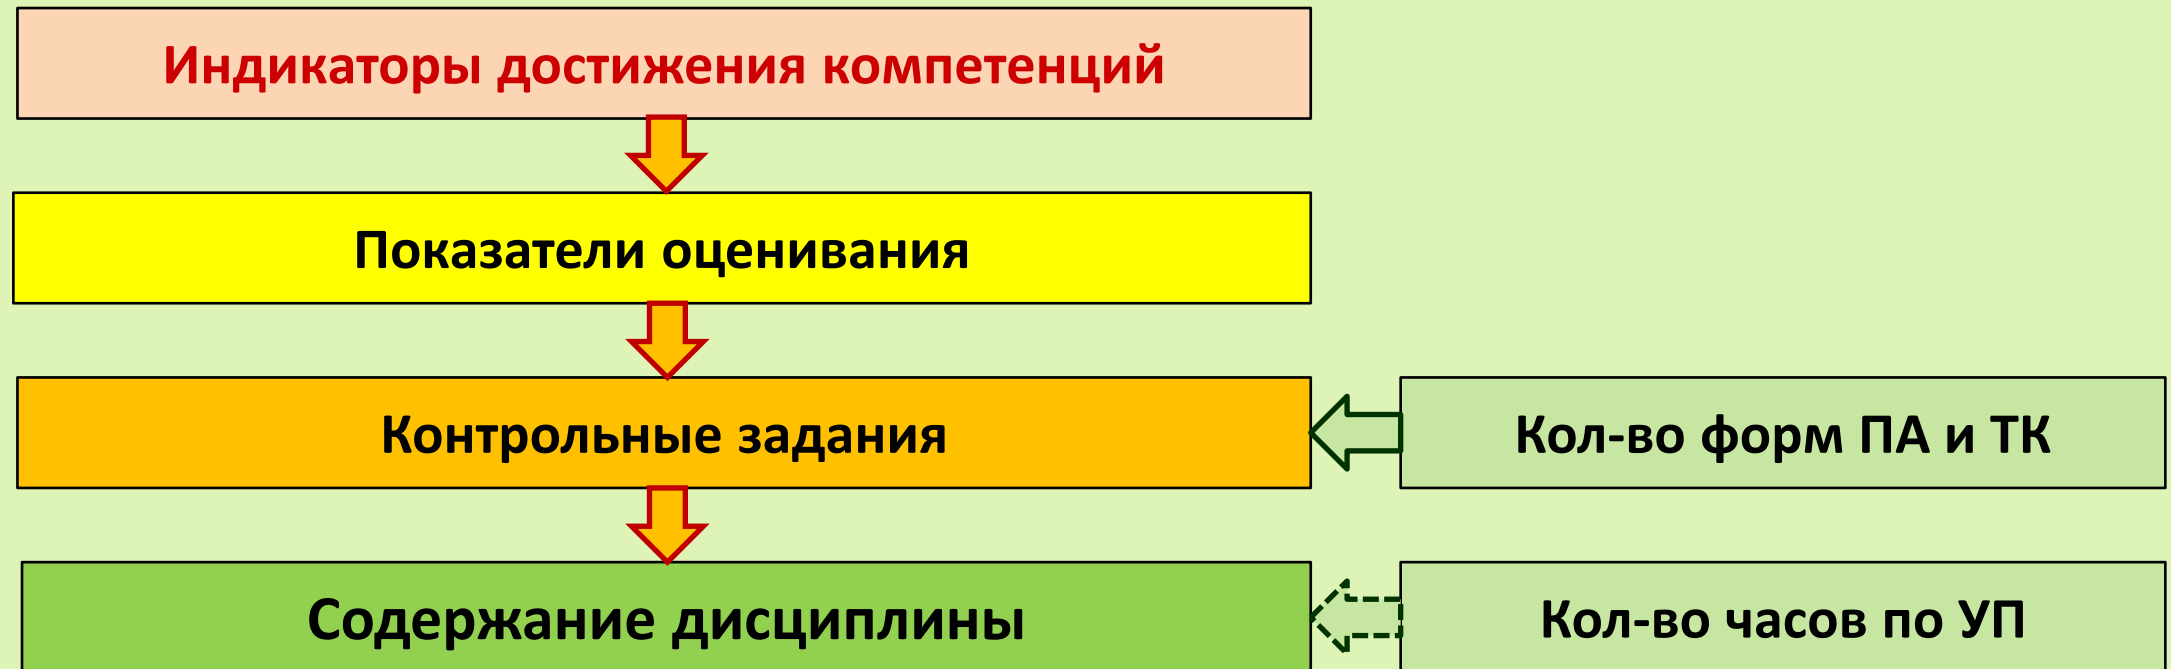 Индикаторы достижения компетенций
Показатели оценивания
Контрольные задания
Кол-во форм ПА и ТК
Содержание дисциплины
Кол-во часов по УП